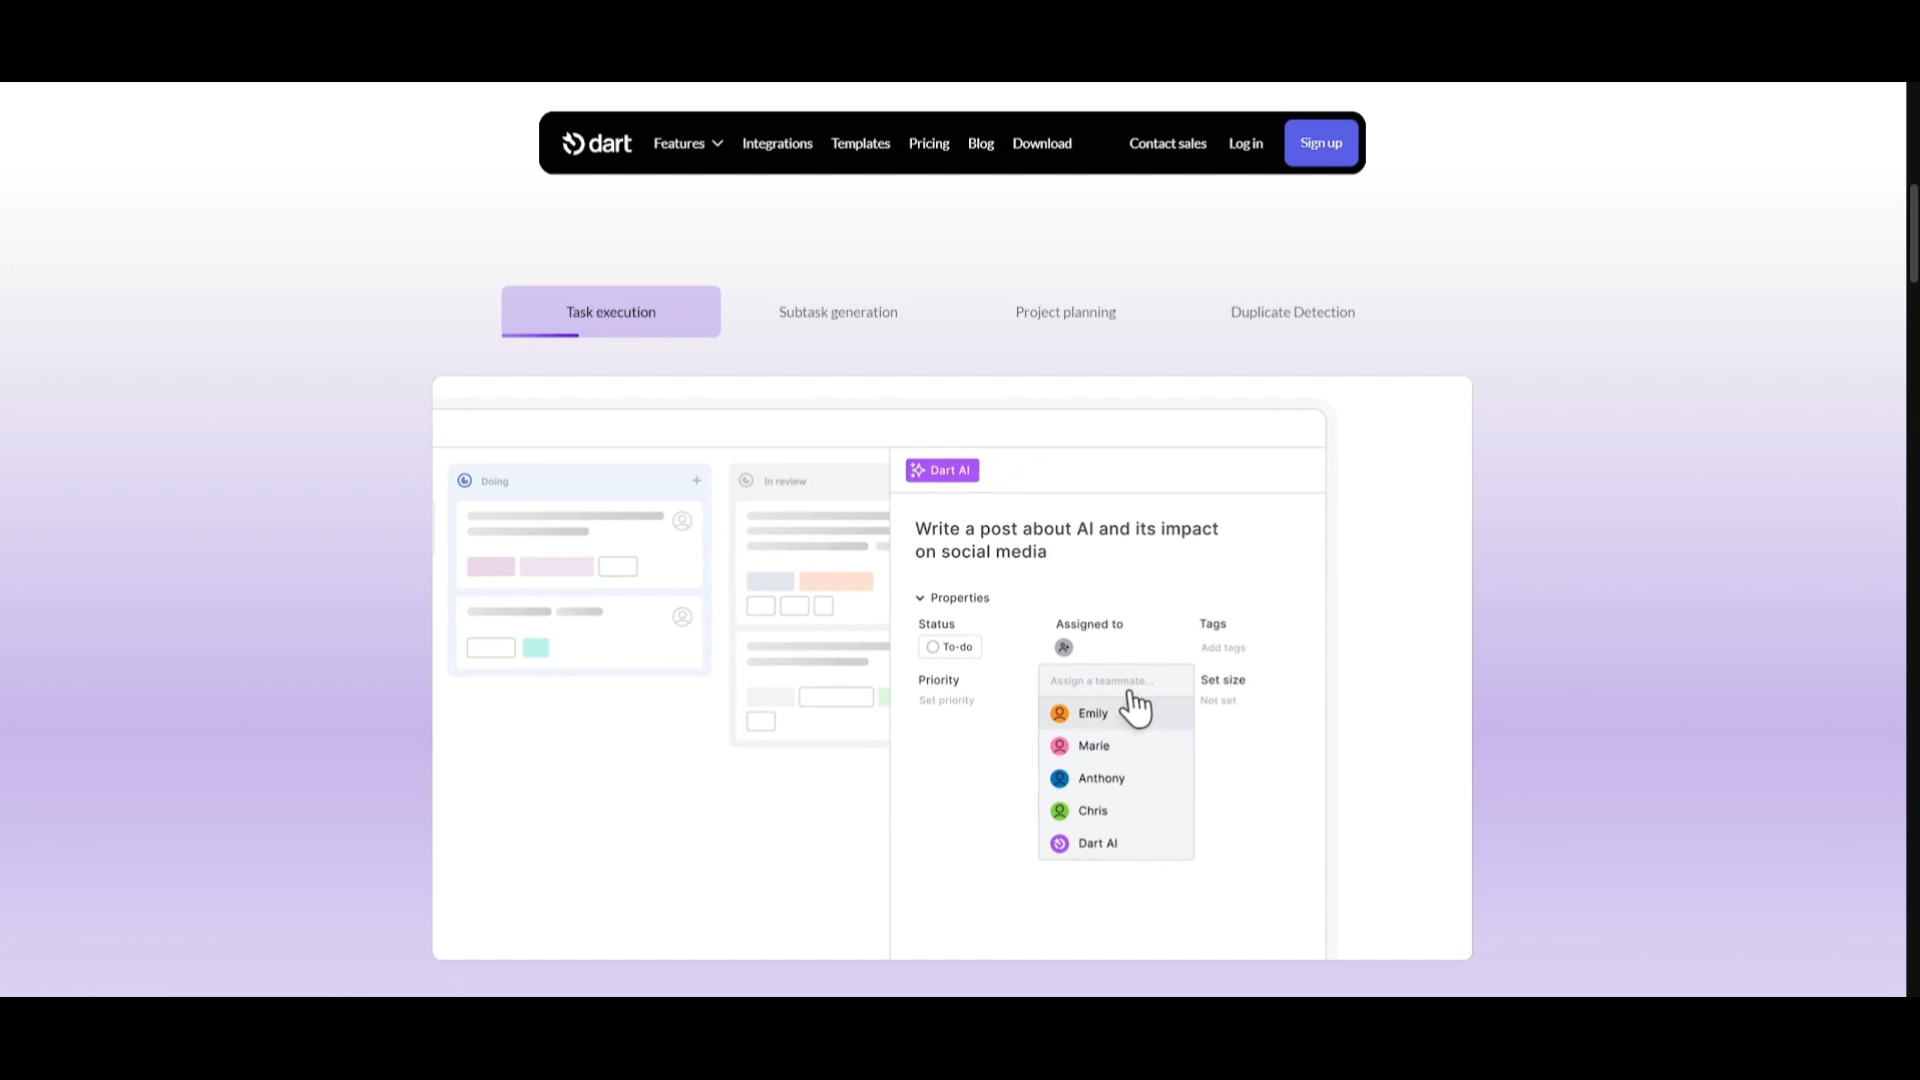 dart Features Integrations Templates Pricing Blog Download Contact sales Log in Sign up
Task execution Subtask generation Project planning Duplicate Detection
Doing
In review
Dart AI
Write a post about AI and its impact
on social media
Properties
Status Assigned to Tags
To-do Add tags
Priority Assign a teammate... Set size
Set priority Not set
Emily
Marie
Anthony
Chris
Dart AI